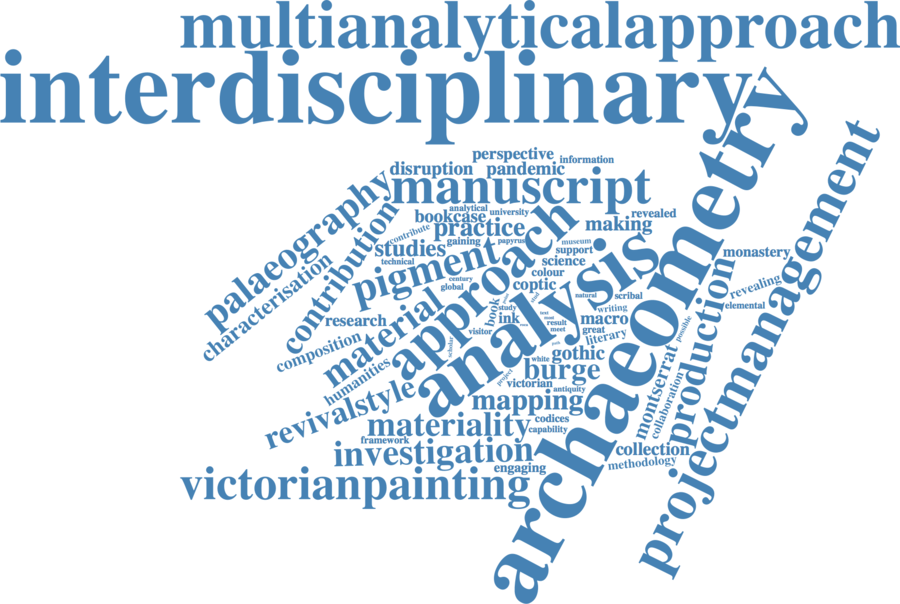 multianalyticalapproach
interdisciplinary
archaeometry
projectmanagement
perspective
information
disruption
pandemic
manuscript
palaeography
characterisation
contribution
analytical
university
bookcase
revealed
making
practice
contribute
studies
gaining
papyrus
museum
support
science
technical
pigment
approach
analysis
monastery
colour
century
global
coptic
revealing
elemental
natural
scribal
book
study
writing
ink
macro
research
material
visitor
text
result
meet
great
literary
possible
composition
humanities
scholar
gothic
white
burge
project
victorian
antiquity
revivalstyle
mapping
montserrat
production
collaboration
materiality
codices
capability
framework
investigation
collection
engaging
methodology
victorianpainting